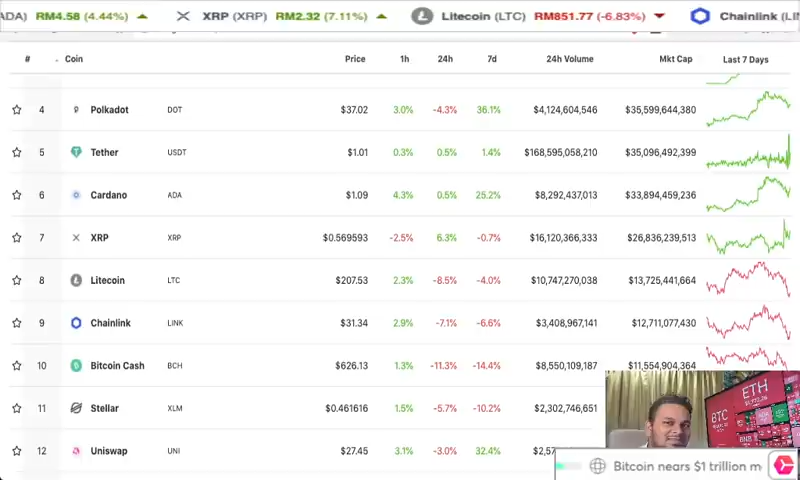 ADA) RM4.58 (4.44%) XRP (XRP) RM2.32 (7.11%) Litecoin (LTC) RM851.77 (-6.83%) Chainlink (LIN
# Coin Price 1h 24h 7d 24h Volume Mkt Cap Last 7 Days
4 Polkadot DOT $37.02 3.0% -4.3% 36.1% $4,124,604,546 $35,599,644,380
5 Tether USDT $1.01 0.3% 0.5% 1.4% $168,595,058,210 $35,096,492,399
6 Cardano ADA $1.09 4.3% 0.5% 25.2% $8,292,437,013 $33,894,459,236
7 XRP XRP $0.569593 -2.5% 6.3% -0.7% $16,120,366,333 $26,836,239,513
8 Litecoin LTC $207.53 2.3% -8.5% -4.0% $10,747,270,038 $13,725,441,664
9 Chainlink LINK $31.34 2.9% -7.1% -6.6% $3,408,967,141 $12,711,077,430
10 Bitcoin Cash BCH $626.13 1.3% -11.3% -14.4% $8,550,109,187 $11,554,904,364
11 Stellar XLM $0.461616 1.5% -5.7% -10.2% $2,302,746,651
12 Uniswap UNI $27.45 3.1% -3.0% 32.4% $2,57
ETH
BTC
BNB
ADA
Bitcoin nears $1 trillion m